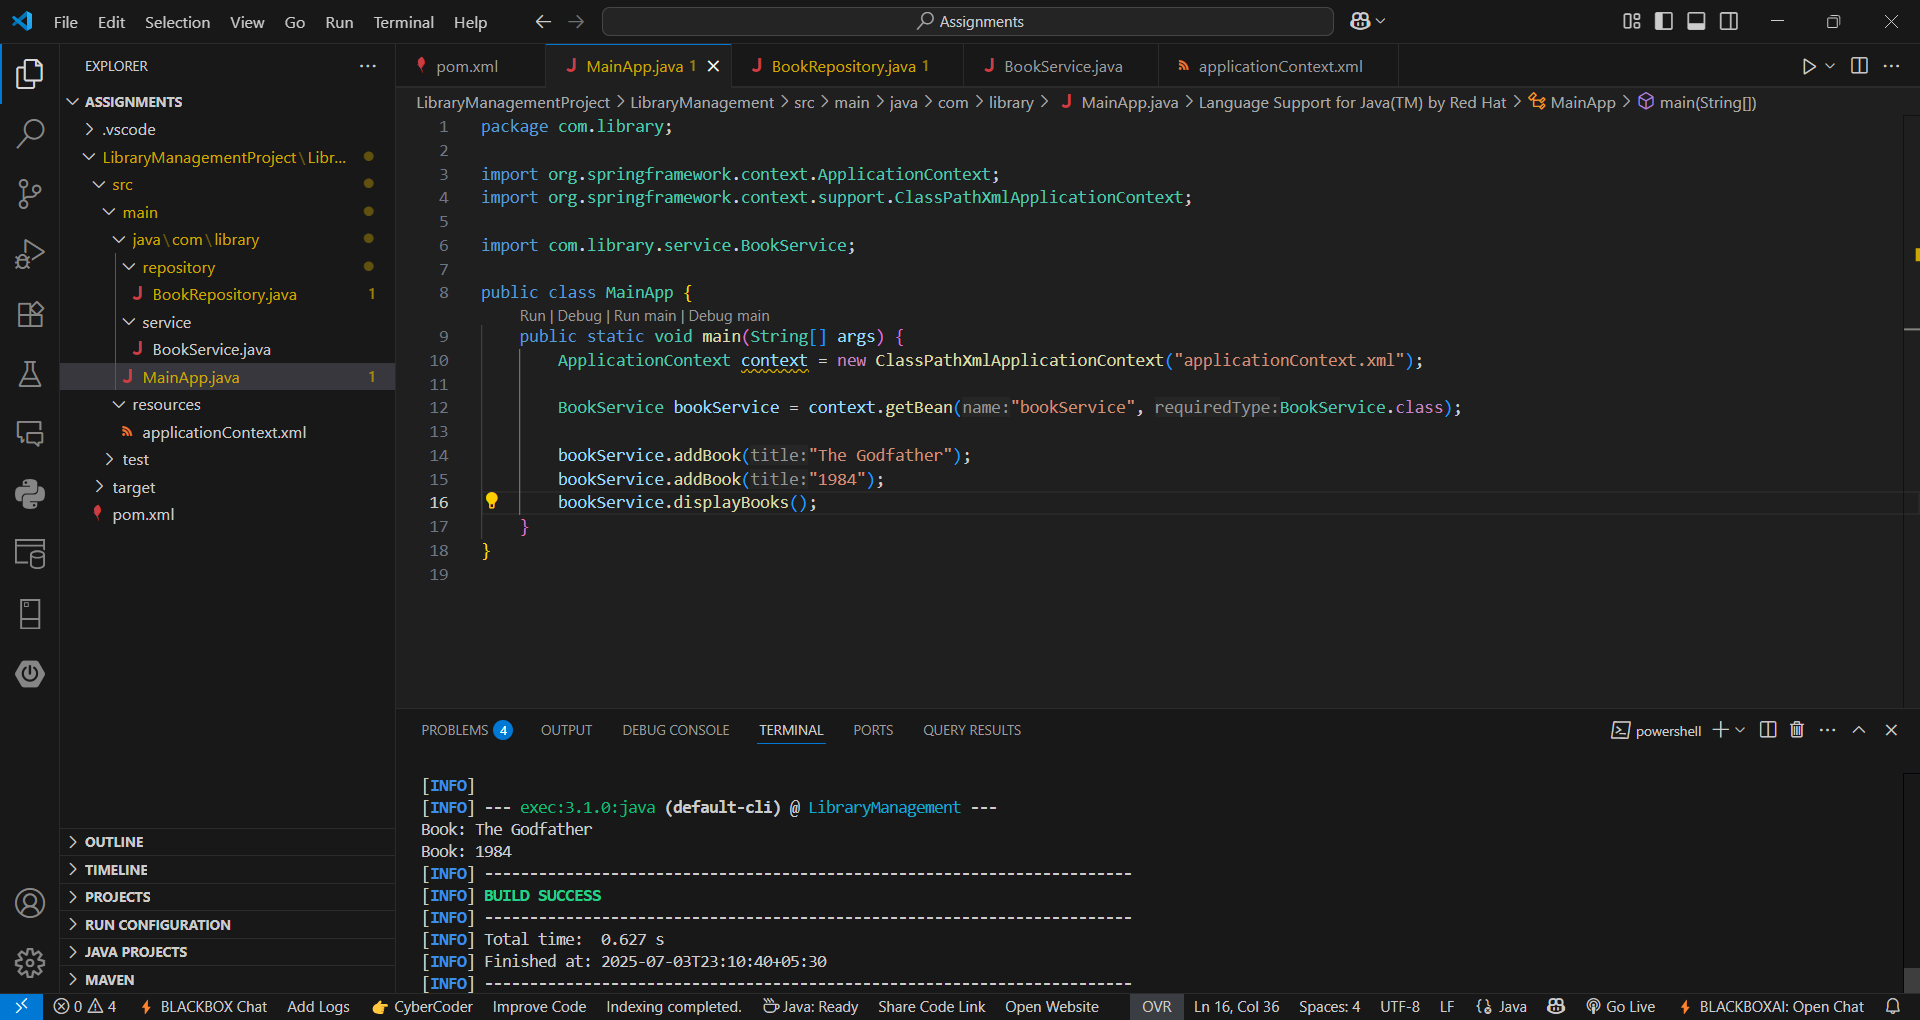 File Edit Selection View Go Run Terminal Help
Assignments
EXPLORER
ASSIGNMENTS
.vscode
LibraryManagementProject\Libr...
src
main
java\com\library
repository
BookRepository.java 1
service
BookService.java
MainApp.java 1
resources
applicationContext.xml
test
target
pom.xml
OUTLINE
TIMELINE
PROJECTS
RUN CONFIGURATION
JAVA PROJECTS
MAVEN
pom.xml MainApp.java 1 BookRepository.java 1 BookService.java applicationContext.xml
LibraryManagementProject > LibraryManagement > src > main > java > com > library > MainApp.java > Language Support for Java(TM) by Red Hat > MainApp > main(String[])
1 package com.library;
2
3 import org.springframework.context.ApplicationContext;
4 import org.springframework.context.support.ClassPathXmlApplicationContext;
5
6 import com.library.service.BookService;
7
8 public class MainApp {
Run | Debug | Run main | Debug main
9 public static void main(String[] args) {
10 ApplicationContext context = new ClassPathXmlApplicationContext("applicationContext.xml");
11
12 BookService bookService = context.getBean(name:"bookService", requiredType:BookService.class);
13
14 bookService.addBook(title:"The Godfather");
15 bookService.addBook(title:"1984");
16 bookService.displayBooks();
17 }
18 }
19
PROBLEMS 4 OUTPUT DEBUG CONSOLE TERMINAL PORTS QUERY RESULTS
powershell
[INFO]
[INFO] --- exec:3.1.0:java (default-cli) @ LibraryManagement ---
Book: The Godfather
Book: 1984
[INFO] ------------------------------------------------------------------------
[INFO] BUILD SUCCESS
[INFO] ------------------------------------------------------------------------
[INFO] Total time:  0.627 s
[INFO] Finished at: 2025-07-03T23:10:40+05:30
[INFO] ------------------------------------------------------------------------
0 4 BLACKBOX Chat Add Logs CyberCoder Improve Code Indexing completed. Java: Ready Share Code Link Open Website OVR Ln 16, Col 36 Spaces: 4 UTF-8 LF Java Go Live BLACKBOXAI: Open Chat